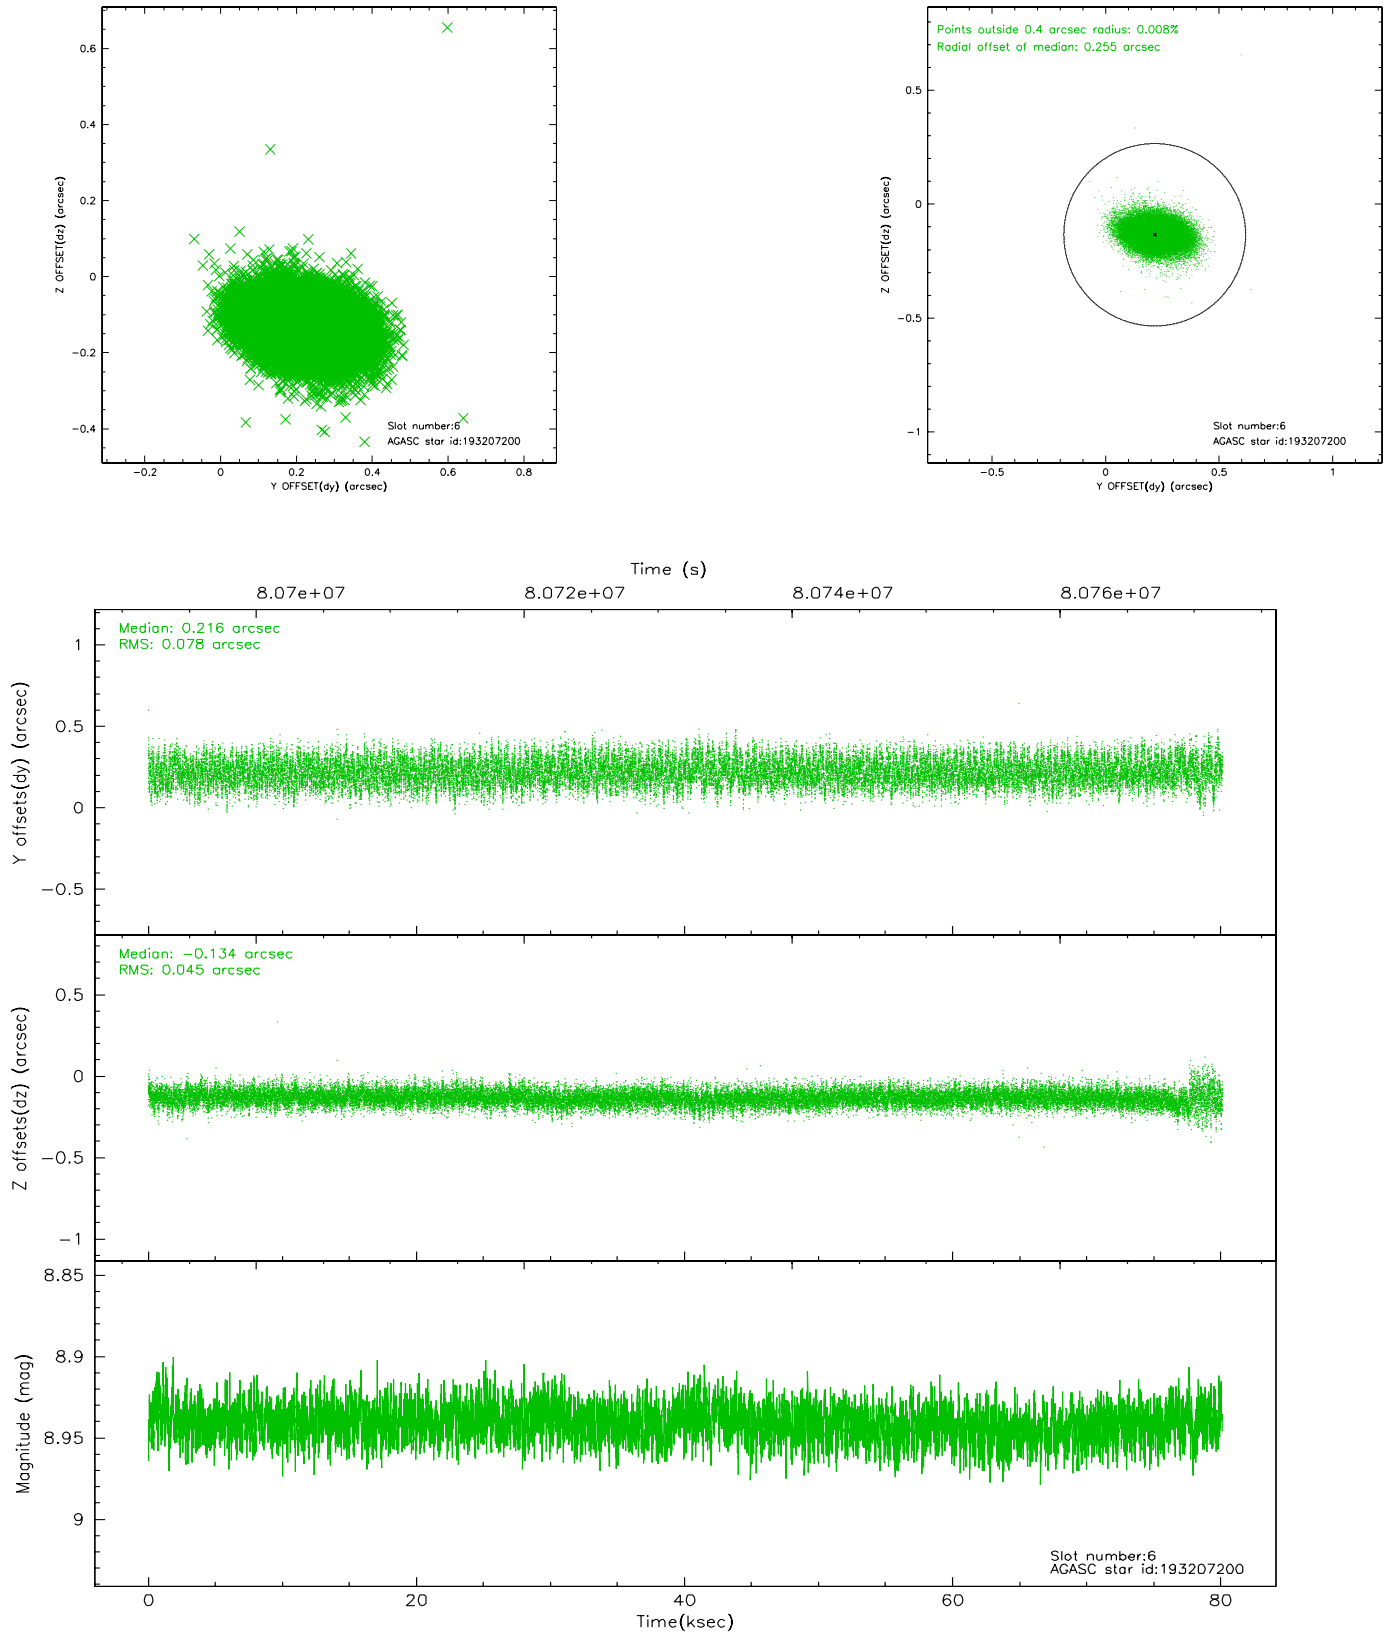 0.6
0.4
0.2
0
-0.2
-0.4
Z OFFSET(dz) (arcsec)
Slot number:6
AGASC star id:193207200
-0.2 0 0.2 0.4 0.6 0.8
Y OFFSET(dy) (arcsec)
Points outside 0.4 arcsec radius: 0.008%
Radial offset of median: 0.255 arcsec
0.5
0
-0.5
-1
Z OFFSET(dz) (arcsec)
Slot number:6
AGASC star id:193207200
-0.5 0 0.5 1
Y OFFSET(dy) (arcsec)
Time (s)
8.07e+07 8.072e+07 8.074e+07 8.076e+07
Median: 0.216 arcsec
RMS: 0.078 arcsec
1
0.5
0
-0.5
Y offsets(dy) (arcsec)
Median: -0.134 arcsec
RMS: 0.045 arcsec
0.5
0
-0.5
-1
Z offsets(dz) (arcsec)
8.85
8.9
8.95
9
Magnitude (mag)
Slot number:6
AGASC star id:193207200
0 20 40 60 80
Time(ksec)